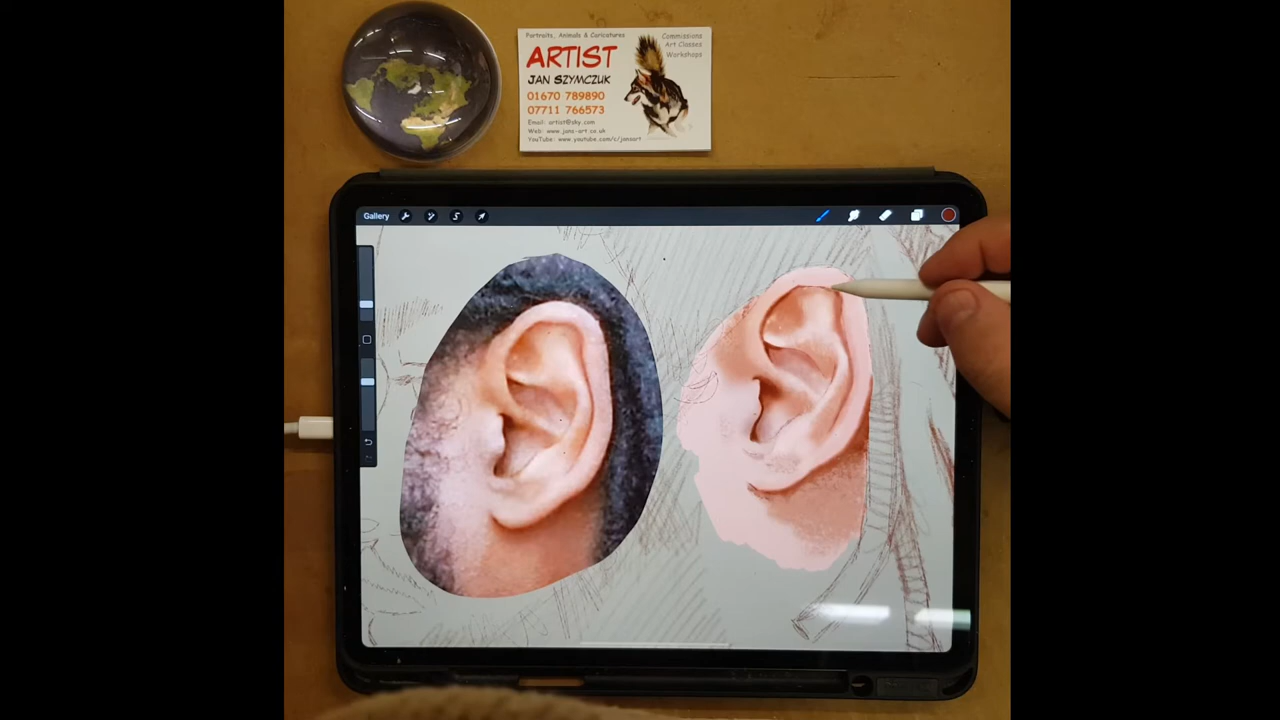 Portraits, Animals & Caricatures
Commissions
Art Classes
Workshops
ARTIST
JAN SZYMCZUK
01670 789890
07711 766573
Email: artist@sky.com
Web: www.jans-art.co.uk
YouTube: www.youtube.com/c/jansart
Gallery